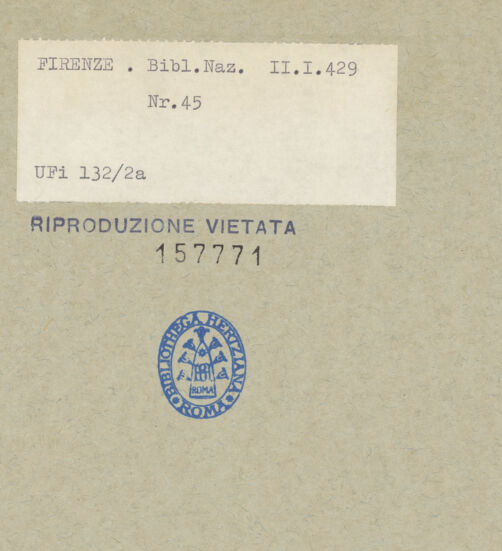 FIRENZE . Bibl.Naz. II.I.429
Nr.45
UFi 132/2a
RIPRODUZIONE VIETATA
157771
BIBLIOTHECA HERTZIANA
ROMA
• ROMA •